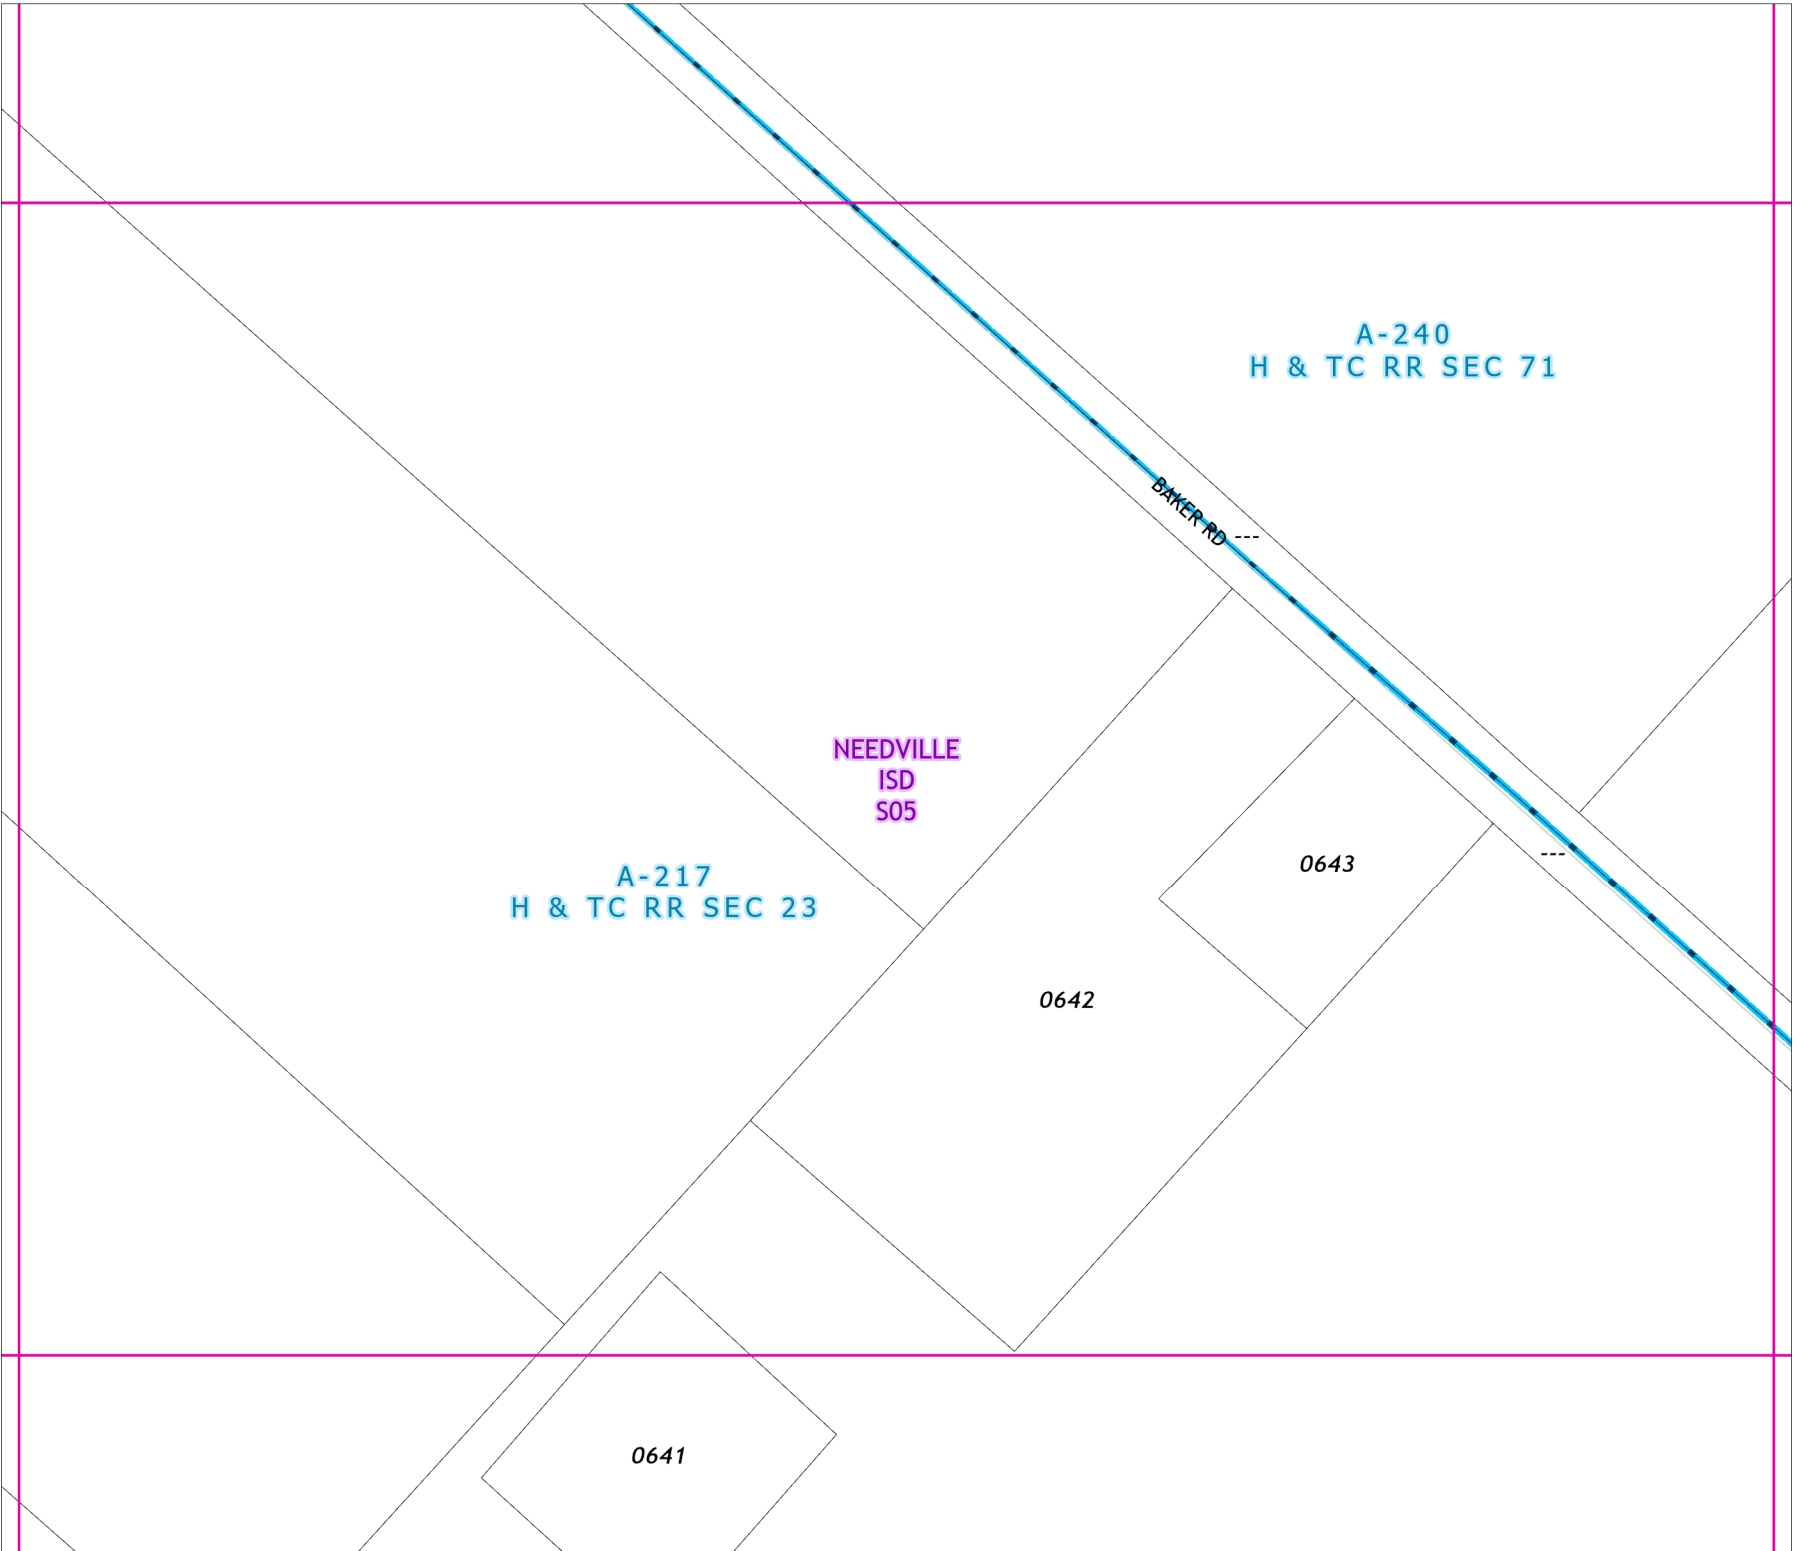 A-240
H & TC RR SEC 71
BAKER RD
---
NEEDVILLE
ISD
S05
---
0643
A-217
H & TC RR SEC 23
0642
0641